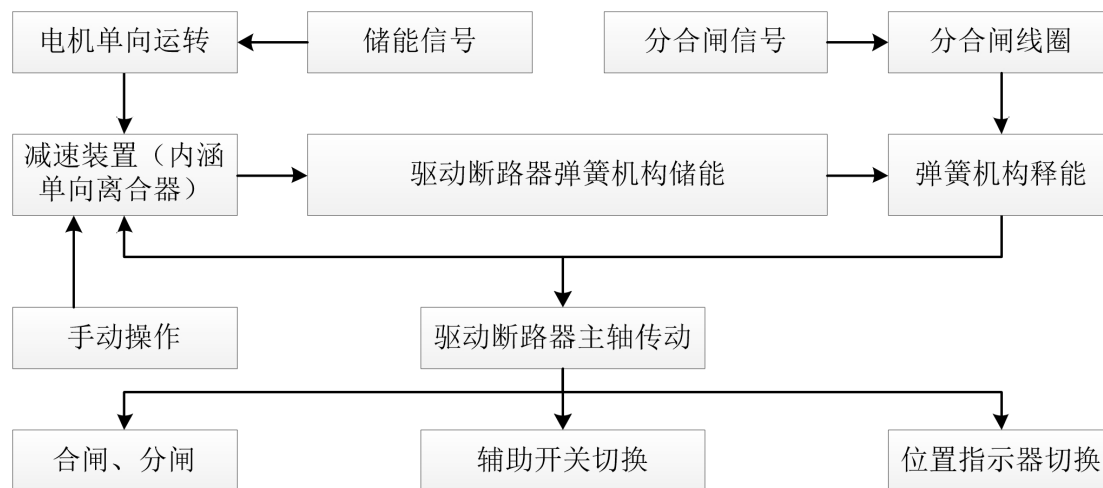 电机单向运转
储能信号
分合闸信号
分合闸线圈
减速装置（内涵
单向离合器）
驱动断路器弹簧机构储能
弹簧机构释能
手动操作
驱动断路器主轴传动
合闸、分闸
辅助开关切换
位置指示器切换